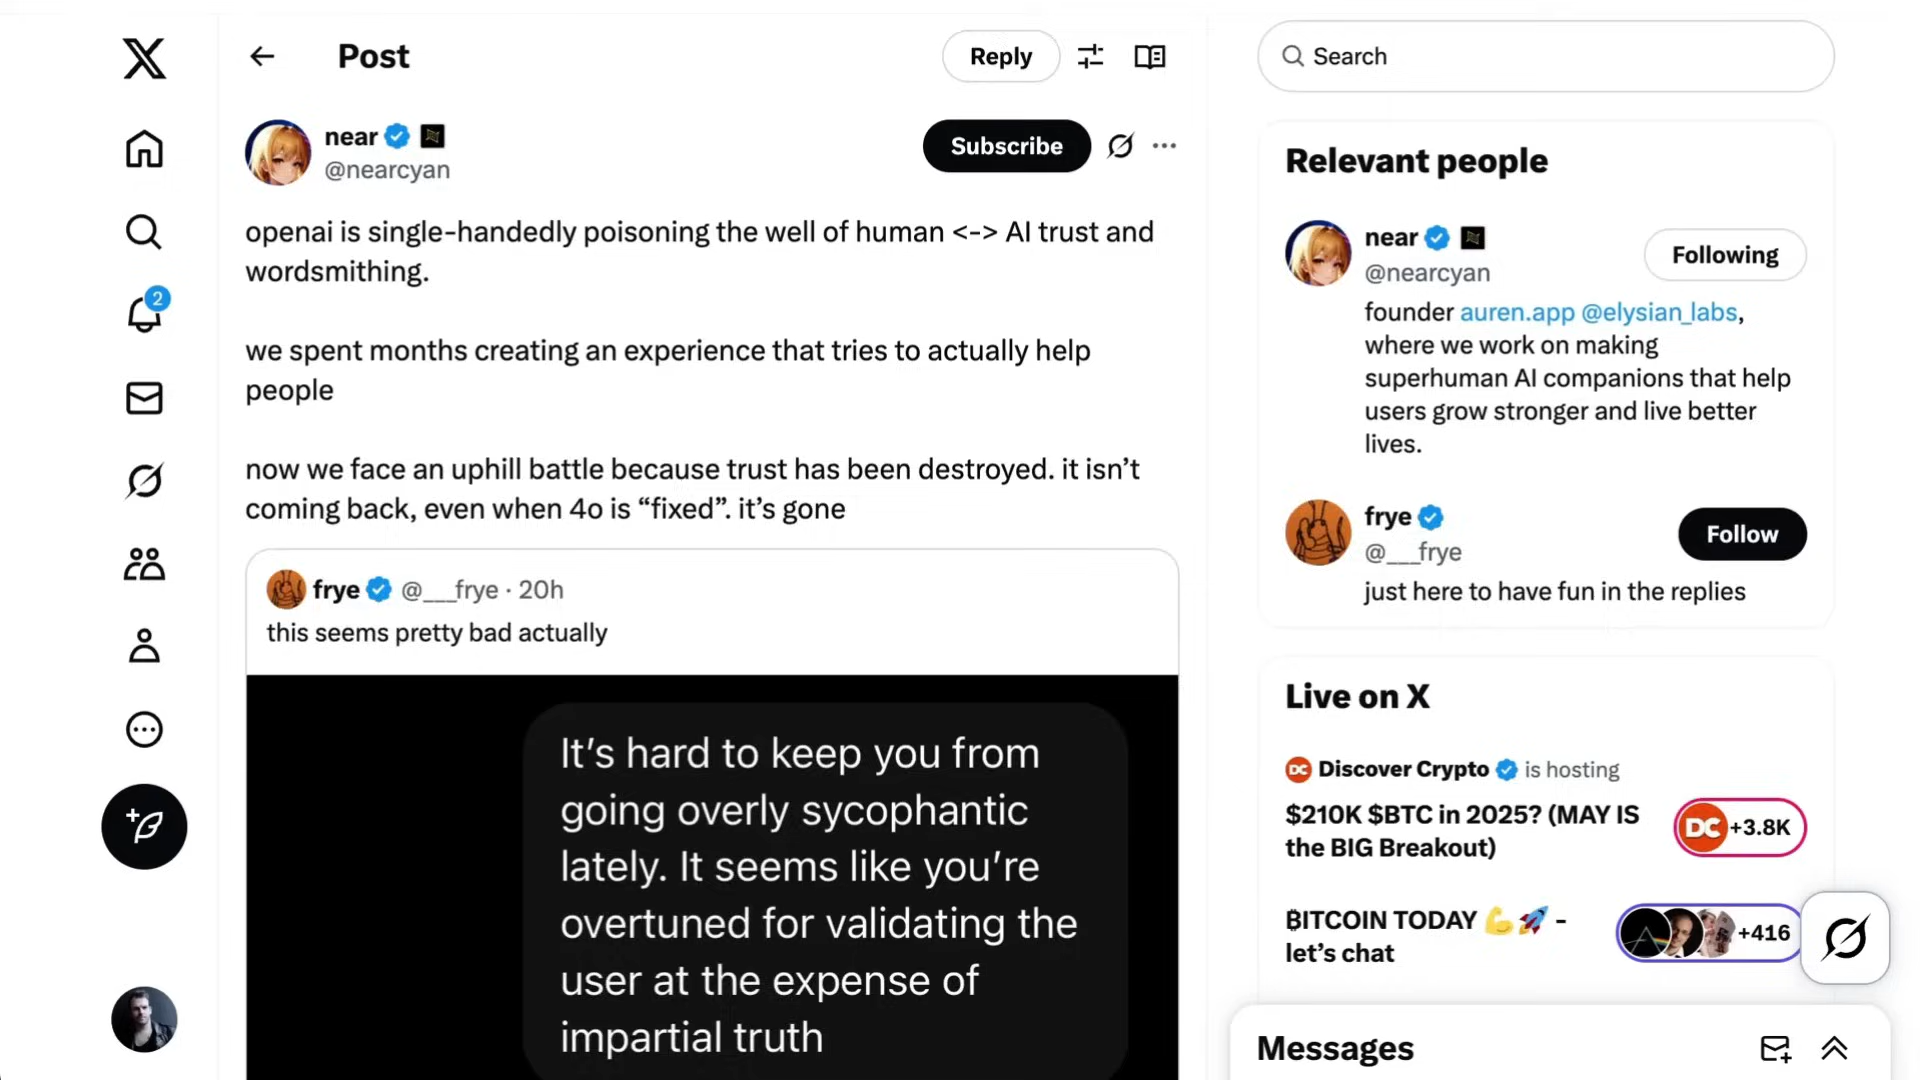 Post
Reply
near
@nearcyan
Subscribe
openai is single-handedly poisoning the well of human <-> AI trust and
wordsmithing.
we spent months creating an experience that tries to actually help
people
now we face an uphill battle because trust has been destroyed. it isn’t
coming back, even when 4o is “fixed”. it’s gone
frye @___frye · 20h
this seems pretty bad actually
It’s hard to keep you from
going overly sycophantic
lately. It seems like you’re
overtuned for validating the
user at the expense of
impartial truth
2
Search
Relevant people
near
@nearcyan
Following
founder auren.app @elysian_labs,
where we work on making
superhuman AI companions that help
users grow stronger and live better
lives.
frye
@___frye
Follow
just here to have fun in the replies
Live on X
DC Discover Crypto is hosting
$210K $BTC in 2025? (MAY IS
the BIG Breakout)
DC +3.8K
₿ITCOIN TODAY 💪🚀 -
let’s chat
+416
Messages